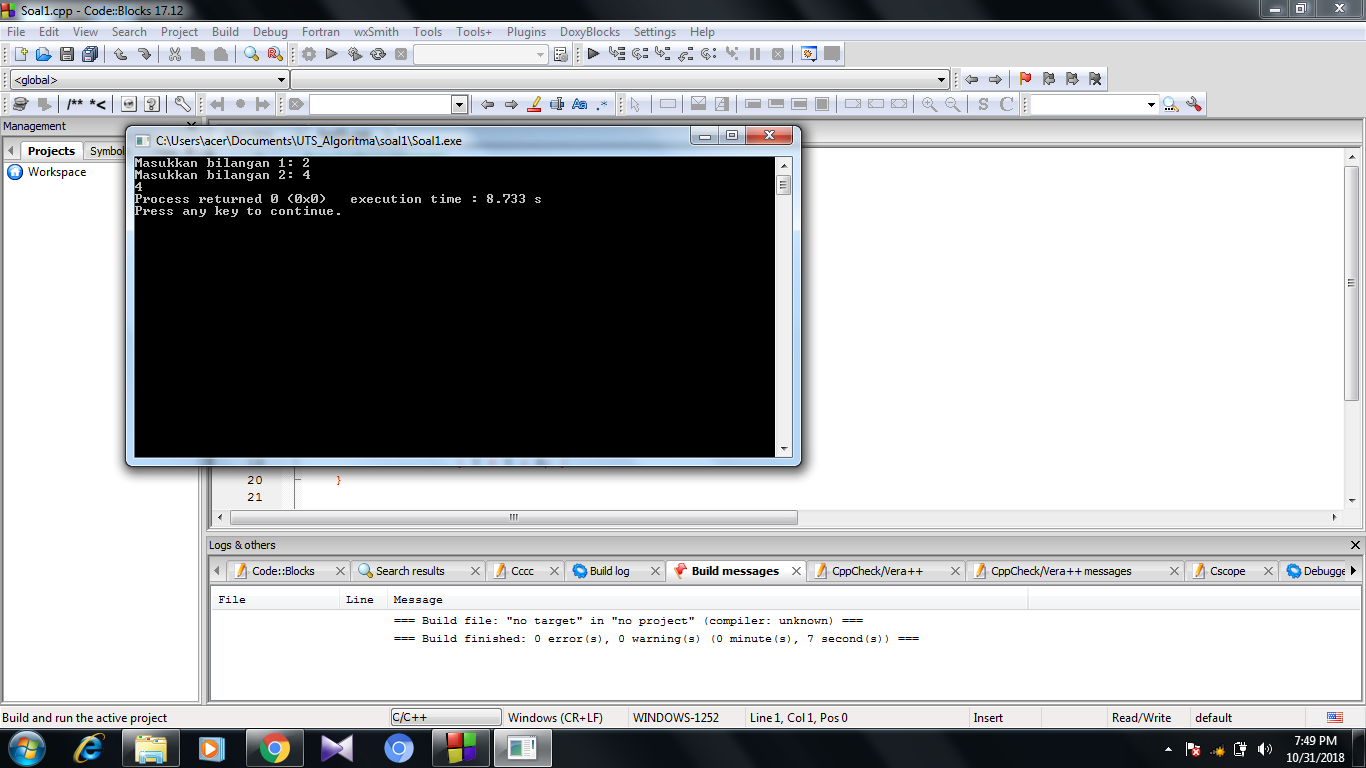 Soal1.cpp - Code::Blocks 17.12
File Edit View Search Project Build Debug Fortran wxSmith Tools Tools+ Plugins DoxyBlocks Settings Help
<global>
/** *<
Aa .*
S C
Management
Projects Symbol
Workspace
C:\Users\acer\Documents\UTS_Algoritma\soal1\Soal1.exe
Masukkan bilangan 1: 2
Masukkan bilangan 2: 4
4
Process returned 0 (0x0) execution time : 8.733 s
Press any key to continue.
20 }
21
Logs & others
Code::Blocks Search results Cccc Build log Build messages CppCheck/Vera++ CppCheck/Vera++ messages Cscope Debugge
File Line Message
=== Build file: "no target" in "no project" (compiler: unknown) ===
=== Build finished: 0 error(s), 0 warning(s) (0 minute(s), 7 second(s)) ===
Build and run the active project C/C++ Windows (CR+LF) WINDOWS-1252 Line 1, Col 1, Pos 0 Insert Read/Write default
7:49 PM
10/31/2018